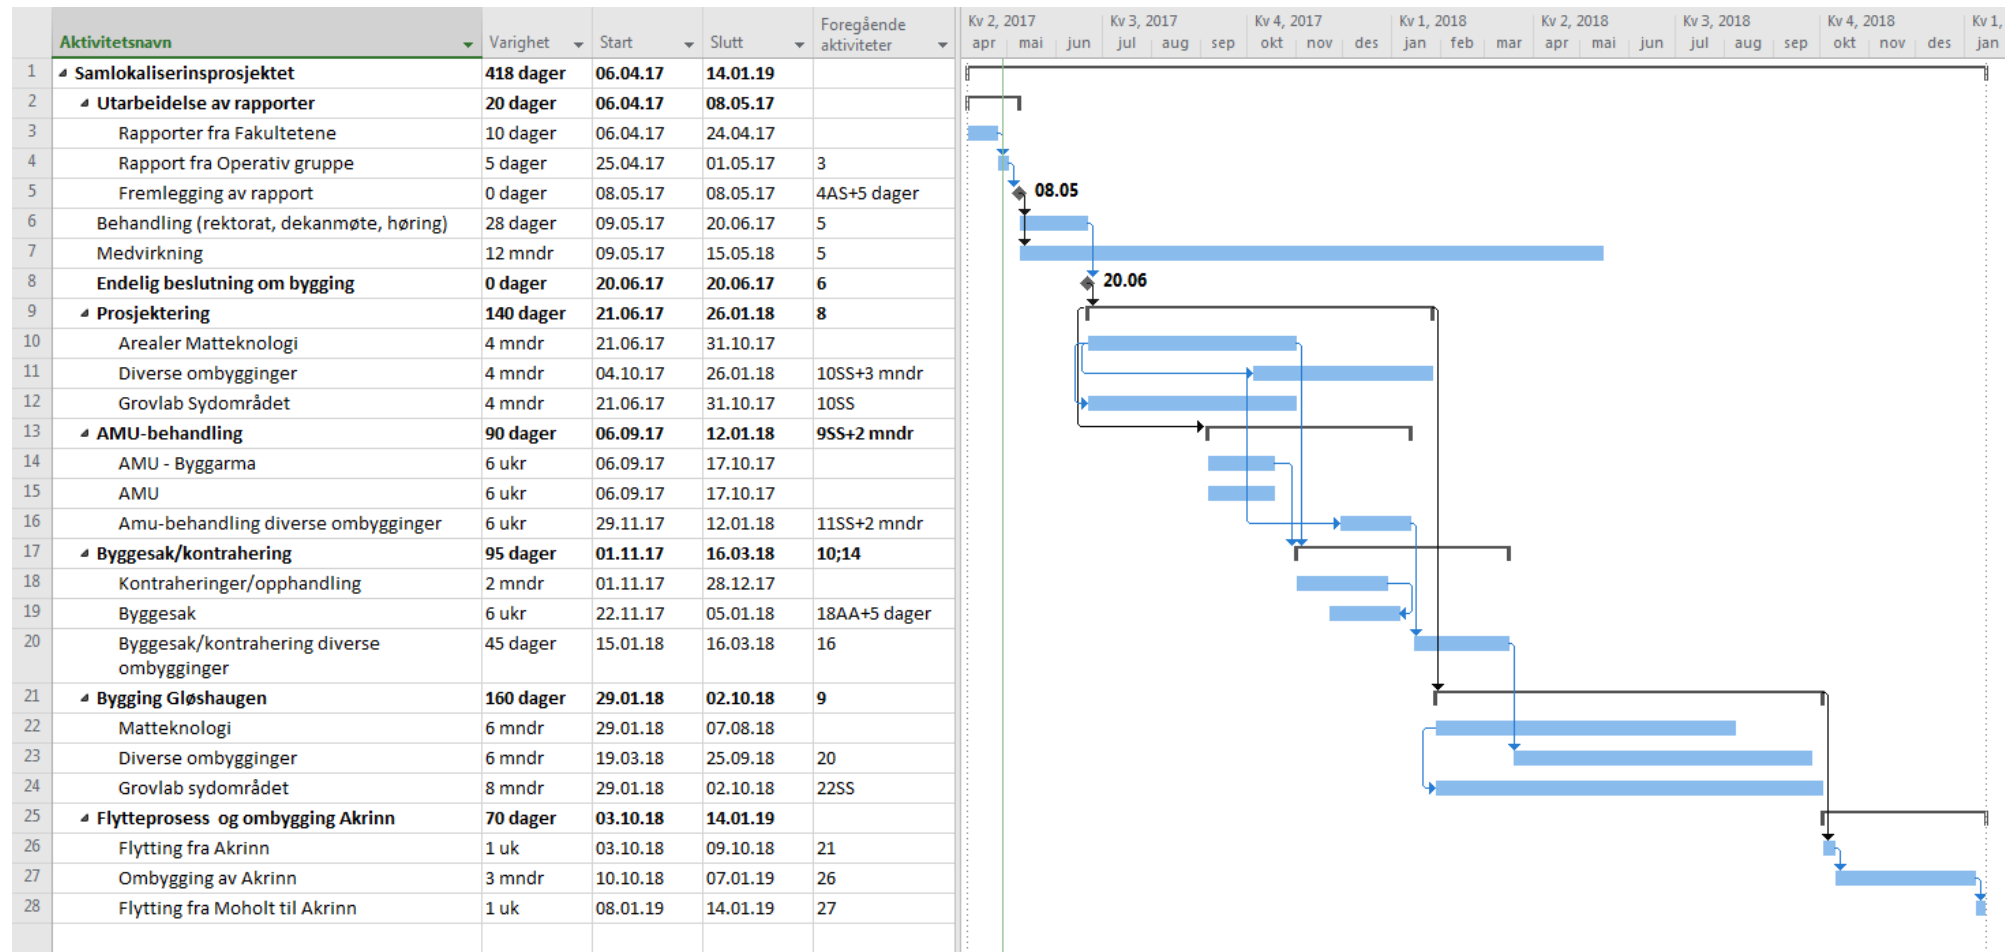 Aktivitetsnavn Varighet Start Slutt Foregående aktiviteter
Kv 2, 2017 Kv 3, 2017 Kv 4, 2017 Kv 1, 2018 Kv 2, 2018 Kv 3, 2018 Kv 4, 2018 Kv 1,
apr mai jun jul aug sep okt nov des jan feb mar apr mai jun jul aug sep okt nov des jan
1 Samlokaliserinsprosjektet 418 dager 06.04.17 14.01.19
2 Utarbeidelse av rapporter 20 dager 06.04.17 08.05.17
3 Rapporter fra Fakultetene 10 dager 06.04.17 24.04.17
4 Rapport fra Operativ gruppe 5 dager 25.04.17 01.05.17 3
5 Fremlegging av rapport 0 dager 08.05.17 08.05.17 4AS+5 dager 08.05
6 Behandling (rektorat, dekanmøte, høring) 28 dager 09.05.17 20.06.17 5
7 Medvirkning 12 mndr 09.05.17 15.05.18 5
8 Endelig beslutning om bygging 0 dager 20.06.17 20.06.17 6 20.06
9 Prosjektering 140 dager 21.06.17 26.01.18 8
10 Arealer Matteknologi 4 mndr 21.06.17 31.10.17
11 Diverse ombygginger 4 mndr 04.10.17 26.01.18 10SS+3 mndr
12 Grovlab Sydområdet 4 mndr 21.06.17 31.10.17 10SS
13 AMU-behandling 90 dager 06.09.17 12.01.18 9SS+2 mndr
14 AMU - Byggarma 6 ukr 06.09.17 17.10.17
15 AMU 6 ukr 06.09.17 17.10.17
16 Amu-behandling diverse ombygginger 6 ukr 29.11.17 12.01.18 11SS+2 mndr
17 Byggesak/kontrahering 95 dager 01.11.17 16.03.18 10;14
18 Kontraheringer/opphandling 2 mndr 01.11.17 28.12.17
19 Byggesak 6 ukr 22.11.17 05.01.18 18AA+5 dager
20 Byggesak/kontrahering diverse 45 dager 15.01.18 16.03.18 16
ombygginger
21 Bygging Gløshaugen 160 dager 29.01.18 02.10.18 9
22 Matteknologi 6 mndr 29.01.18 07.08.18
23 Diverse ombygginger 6 mndr 19.03.18 25.09.18 20
24 Grovlab sydområdet 8 mndr 29.01.18 02.10.18 22SS
25 Flytteprosess og ombygging Akrinn 70 dager 03.10.18 14.01.19
26 Flytting fra Akrinn 1 uk 03.10.18 09.10.18 21
27 Ombygging av Akrinn 3 mndr 10.10.18 07.01.19 26
28 Flytting fra Moholt til Akrinn 1 uk 08.01.19 14.01.19 27